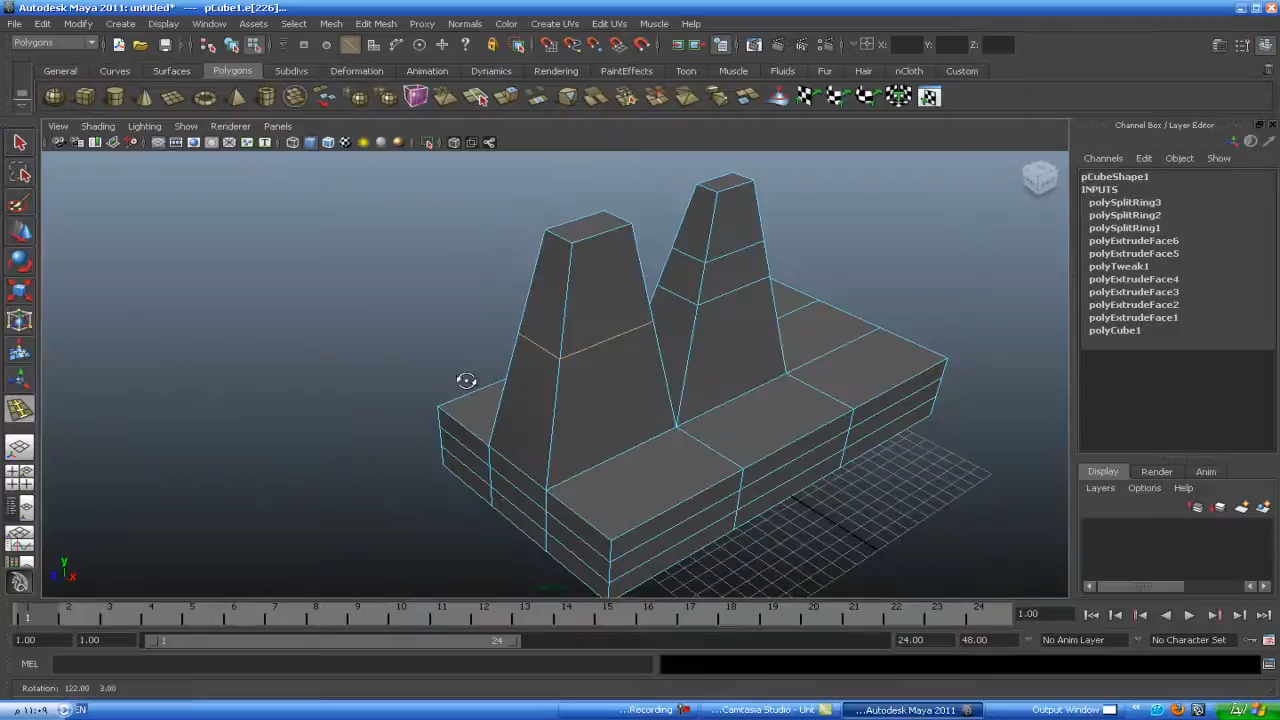 Autodesk Maya 2011: untitled* --- pCube1.e[226]...
File Edit Modify Create Display Window Assets Select Mesh Edit Mesh Proxy Normals Color Create UVs Edit UVs Muscle Help
Polygons X: Y: Z:
General Curves Surfaces Polygons Subdivs Deformation Animation Dynamics Rendering PaintEffects Toon Muscle Fluids Fur Hair nCloth Custom
View Shading Lighting Show Renderer Panels
Channel Box / Layer Editor
Channels Edit Object Show
pCubeShape1
INPUTS
polySplitRing3
polySplitRing2
polySplitRing1
polyExtrudeFace6
polyExtrudeFace5
polyTweak1
polyExtrudeFace4
polyExtrudeFace3
polyExtrudeFace2
polyExtrudeFace1
polyCube1
Display Render Anim
Layers Options Help
y
x
1 2 3 4 5 6 7 8 9 10 11 12 13 14 15 16 17 18 19 20 21 22 23 24
1 1.00
1.00 1.00 1 24 24.00 48.00 No Anim Layer No Character Set
MEL
Rotation: 122.00 3.00
م ١١:٠٩ EN ...Recording ...Camtasia Studio - Unt ...Autodesk Maya 2011 Output Window